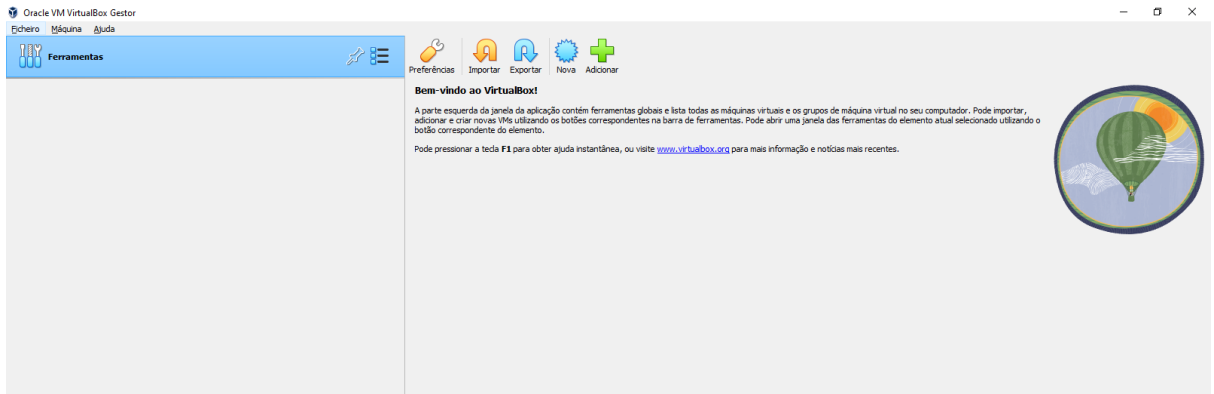 Oracle VM VirtualBox Gestor
Ficheiro Máquina Ajuda
Ferramentas
Preferências Importar Exportar Nova Adicionar
Bem-vindo ao VirtualBox!
A parte esquerda da janela da aplicação contém ferramentas globais e lista todas as máquinas virtuais e os grupos de máquina virtual no seu computador. Pode importar,
adicionar e criar novas VMs utilizando os botões correspondentes na barra de ferramentas. Pode abrir uma janela das ferramentas do elemento atual selecionado utilizando o
botão correspondente do elemento.
Pode pressionar a tecla F1 para obter ajuda instantânea, ou visite www.virtualbox.org para mais informação e notícias mais recentes.